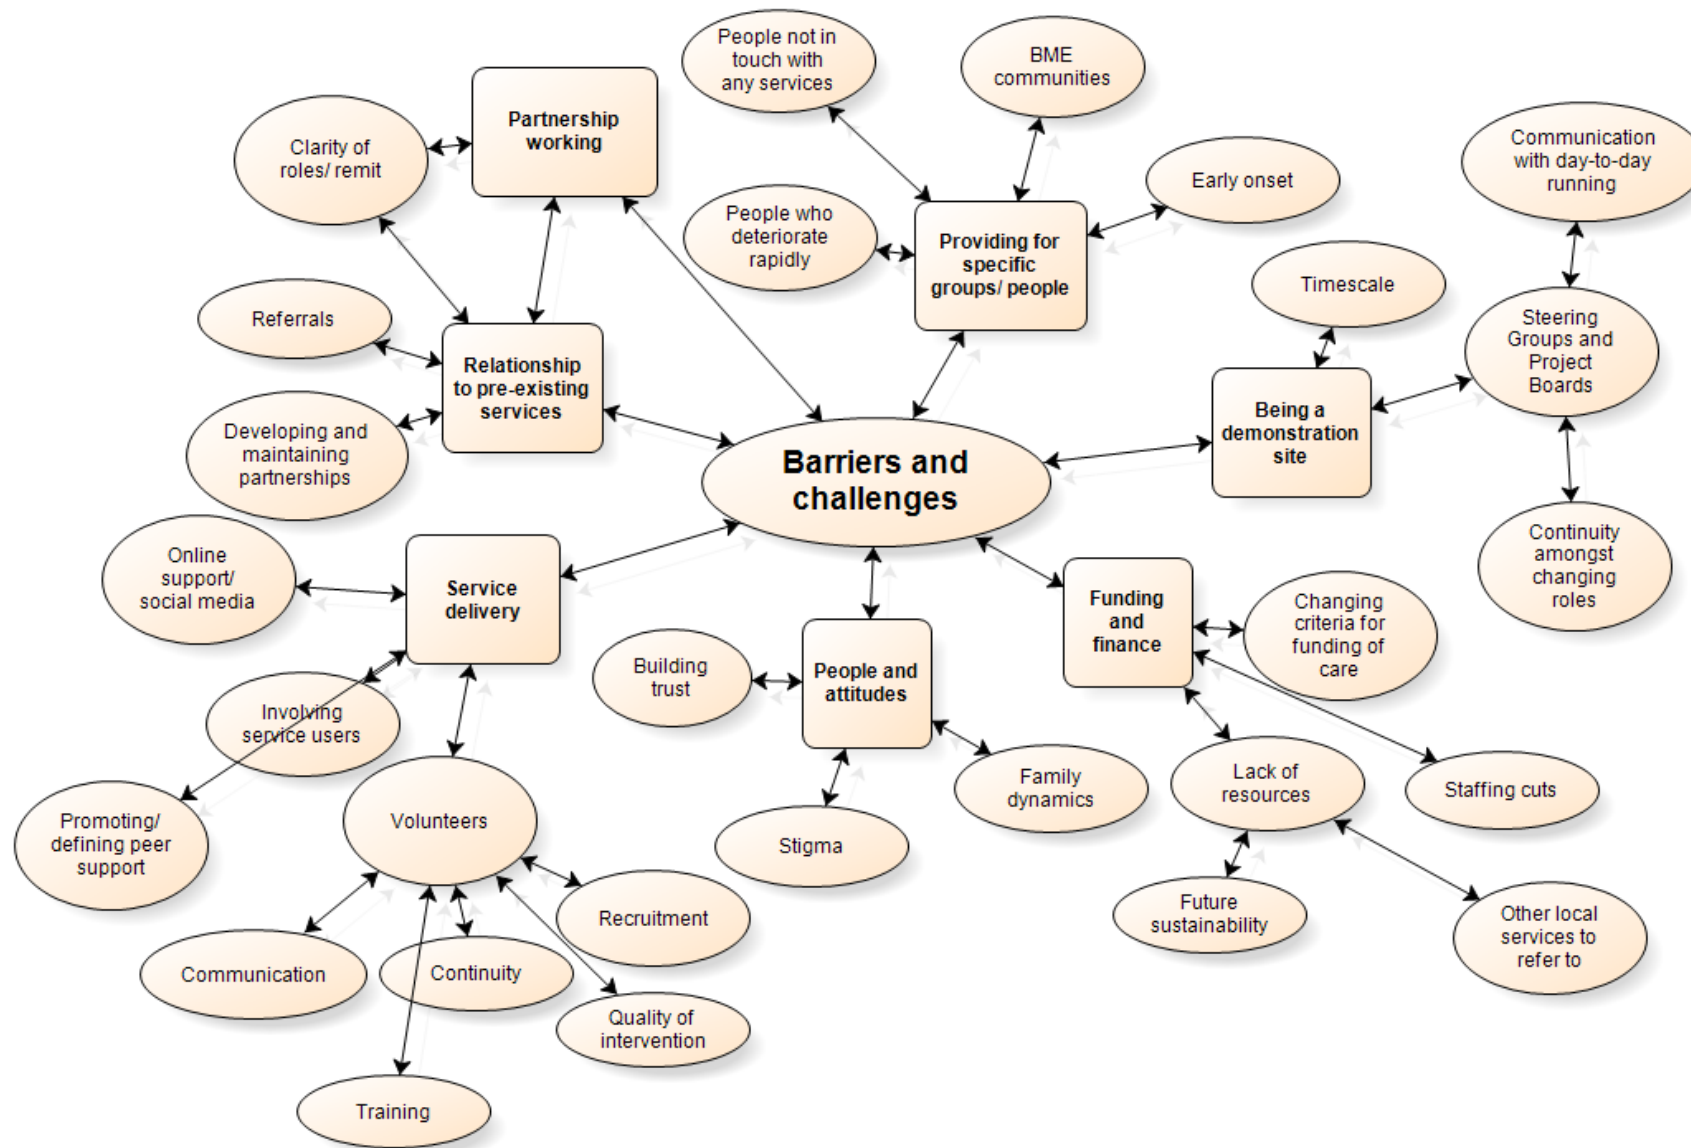 People not in
touch with
any services
BME
communities
Partnership
working
Clarity of
roles/ remit
Communication
with day-to-day
running
Early onset
People who
deteriorate
rapidly
Providing for
specific
groups/ people
Timescale
Referrals
Relationship
to pre-existing
services
Steering
Groups and
Project
Boards
Being a
demonstration
site
Developing and
maintaining
partnerships
Barriers and
challenges
Online
support/
social media
Service
delivery
Continuity
amongst
changing
roles
Funding
and
finance
Changing
criteria for
funding of
care
Building
trust
People and
attitudes
Involving
service users
Lack of
resources
Staffing cuts
Family
dynamics
Promoting/
defining peer
support
Volunteers
Stigma
Recruitment
Future
sustainability
Other local
services to
refer to
Communication
Continuity
Quality of
intervention
Training